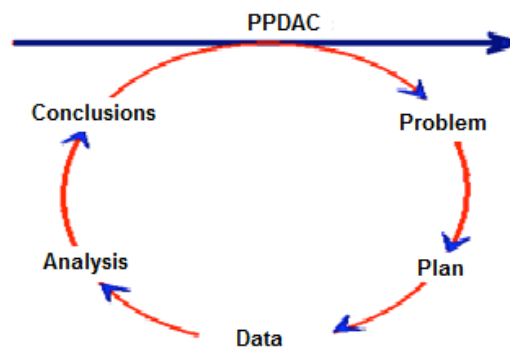 PPDAC
Conclusions
Problem
Analysis
Plan
Data